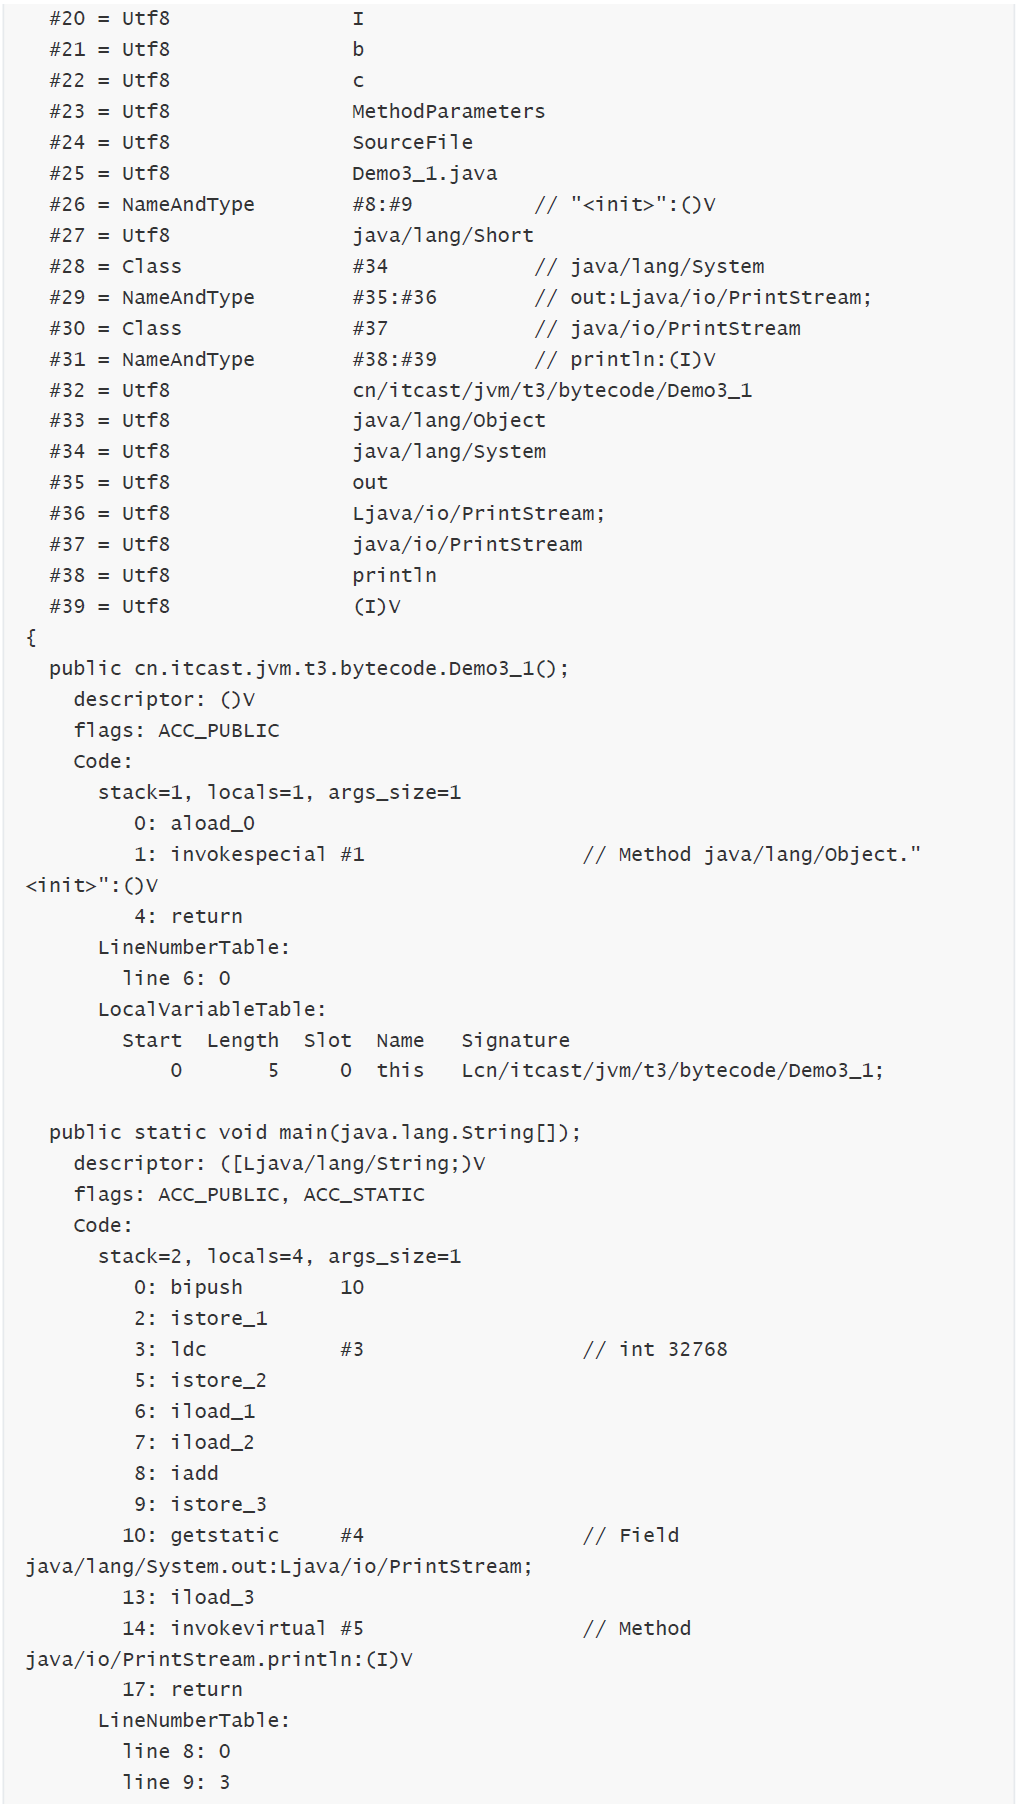 #20 = Utf8               I
#21 = Utf8               b
#22 = Utf8               c
#23 = Utf8               MethodParameters
#24 = Utf8               SourceFile
#25 = Utf8               Demo3_1.java
#26 = NameAndType        #8:#9          // "<init>":()V
#27 = Utf8               java/lang/Short
#28 = Class              #34            // java/lang/System
#29 = NameAndType        #35:#36        // out:Ljava/io/PrintStream;
#30 = Class              #37            // java/io/PrintStream
#31 = NameAndType        #38:#39        // println:(I)V
#32 = Utf8               cn/itcast/jvm/t3/bytecode/Demo3_1
#33 = Utf8               java/lang/Object
#34 = Utf8               java/lang/System
#35 = Utf8               out
#36 = Utf8               Ljava/io/PrintStream;
#37 = Utf8               java/io/PrintStream
#38 = Utf8               println
#39 = Utf8               (I)V
{
  public cn.itcast.jvm.t3.bytecode.Demo3_1();
    descriptor: ()V
    flags: ACC_PUBLIC
    Code:
      stack=1, locals=1, args_size=1
         0: aload_0
         1: invokespecial #1                  // Method java/lang/Object."
<init>":()V
         4: return
      LineNumberTable:
        line 6: 0
      LocalVariableTable:
        Start  Length  Slot  Name   Signature
            0       5     0  this   Lcn/itcast/jvm/t3/bytecode/Demo3_1;
  public static void main(java.lang.String[]);
    descriptor: ([Ljava/lang/String;)V
    flags: ACC_PUBLIC, ACC_STATIC
    Code:
      stack=2, locals=4, args_size=1
         0: bipush        10
         2: istore_1
         3: ldc           #3                  // int 32768
         5: istore_2
         6: iload_1
         7: iload_2
         8: iadd
         9: istore_3
        10: getstatic     #4                  // Field
java/lang/System.out:Ljava/io/PrintStream;
        13: iload_3
        14: invokevirtual #5                  // Method
java/io/PrintStream.println:(I)V
        17: return
      LineNumberTable:
        line 8: 0
        line 9: 3